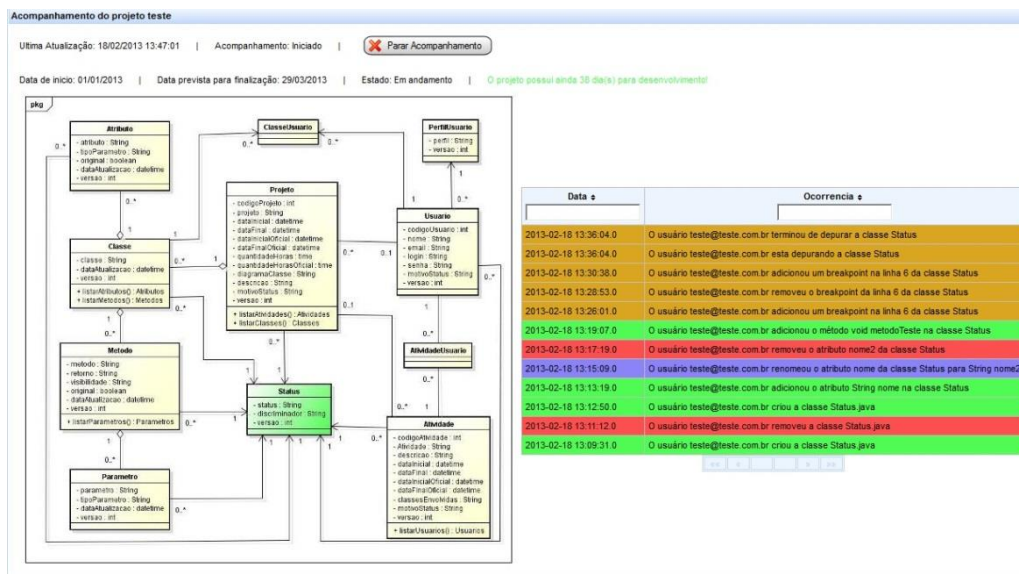 Acompanhamento do projeto teste
Ultima Atualização: 18/02/2013 13:47:01 | Acompanhamento: Iniciado | Parar Acompanhamento
Data de inicio: 01/01/2013 | Data prevista para finalização: 29/03/2013 | Estado: Em andamento | O projeto possui ainda 38 dia(s) para desenvolvimento!
pkg
Atributo
- atributo : String
- tipoParametro : String
- original : boolean
- dataAtualizacao : datetime
- versao : int
0..*
0..*
ClasseUsuario
0..*
0..*
PerfilUsuario
- perfil : String
- versao : int
1
1
0..*
Projeto
- codigoProjeto : int
- projeto : String
- dataInicial : datetime
- dataFinal : datetime
- dataInicialOficial : datetime
- dataFinalOficial : datetime
- quantidadeHoras : time
- quantidadeHorasOficial : time
- diagramaClasse : String
- descricao : String
- motivoStatus : String
- versao : int
+ listarAtividades() : Atividades
+ listarClasses() : Classes
Usuario
- codigoUsuario : int
- nome : String
- email : String
- login : String
- senha : String
- motivoStatus : String
- versao : int
Classe
- classe : String
- dataAtualizacao : datetime
- versao : int
+ listarAtributos() : Atributos
+ listarMetodos() : Metodos
Metodo
- metodo : String
- retorno : String
- visibilidade : String
- original : boolean
- dataAtualizacao : datetime
- versao : int
+ listarParametros() : Parametros
AtividadeUsuario
Status
- status : String
- discriminador : String
- versao : int
Atividade
- codigoAtividade : int
- Atividade : String
- descricao : String
- dataInicial : datetime
- dataFinal : datetime
- dataInicialOficial : datetime
- dataFinalOficial : datetime
- classesEnvolvidas : String
- motivoStatus : String
- versao : int
+ listarUsuarios() : Usuarios
Parametro
- parametro : String
- tipoParametro : String
- dataAtualizacao : datetime
- versao : int
Data Ocorrencia
2013-02-18 13:36:04.0 O usuário teste@teste.com.br terminou de depurar a classe Status
2013-02-18 13:36:04.0 O usuário teste@teste.com.br esta depurando a classe Status
2013-02-18 13:30:38.0 O usuário teste@teste.com.br adicionou um breakpoint na linha 6 da classe Status
2013-02-18 13:28:53.0 O usuário teste@teste.com.br removeu o breakpoint da linha 6 da classe Status
2013-02-18 13:26:01.0 O usuário teste@teste.com.br adicionou um breakpoint na linha 6 da classe Status
2013-02-18 13:19:07.0 O usuário teste@teste.com.br adicionou o método void metodoTeste na classe Status
2013-02-18 13:17:19.0 O usuário teste@teste.com.br removeu o atributo nome2 da classe Status
2013-02-18 13:15:09.0 O usuário teste@teste.com.br renomeou o atributo nome da classe Status para String nome2
2013-02-18 13:13:19.0 O usuário teste@teste.com.br adicionou o atributo String nome na classe Status
2013-02-18 13:12:50.0 O usuário teste@teste.com.br criou a classe Status.java
2013-02-18 13:11:12.0 O usuário teste@teste.com.br removeu a classe Status.java
2013-02-18 13:09:31.0 O usuário teste@teste.com.br criou a classe Status.java